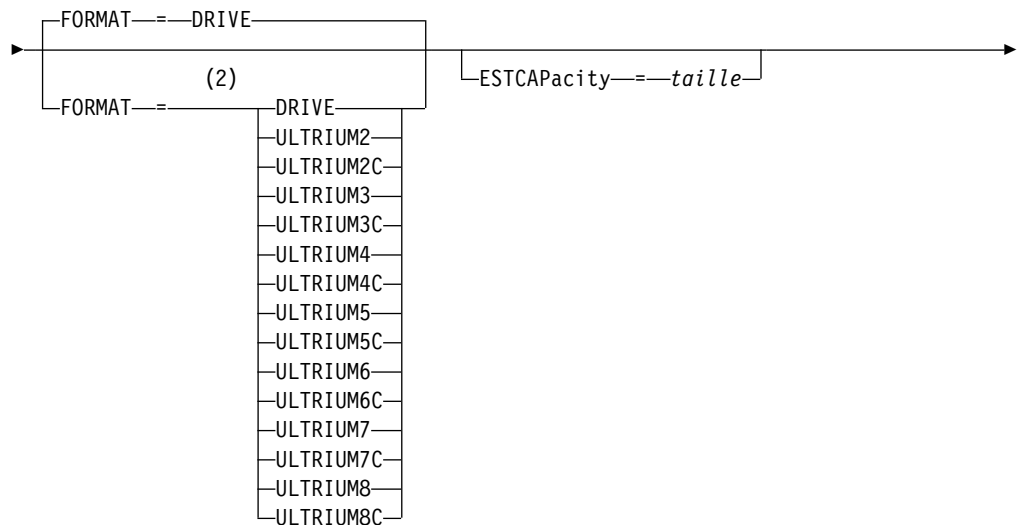 FORMAT = DRIVE
(2)
FORMAT = DRIVE
ESTCAPacity = taille
ULTRIUM2
ULTRIUM2C
ULTRIUM3
ULTRIUM3C
ULTRIUM4
ULTRIUM4C
ULTRIUM5
ULTRIUM5C
ULTRIUM6
ULTRIUM6C
ULTRIUM7
ULTRIUM7C
ULTRIUM8
ULTRIUM8C